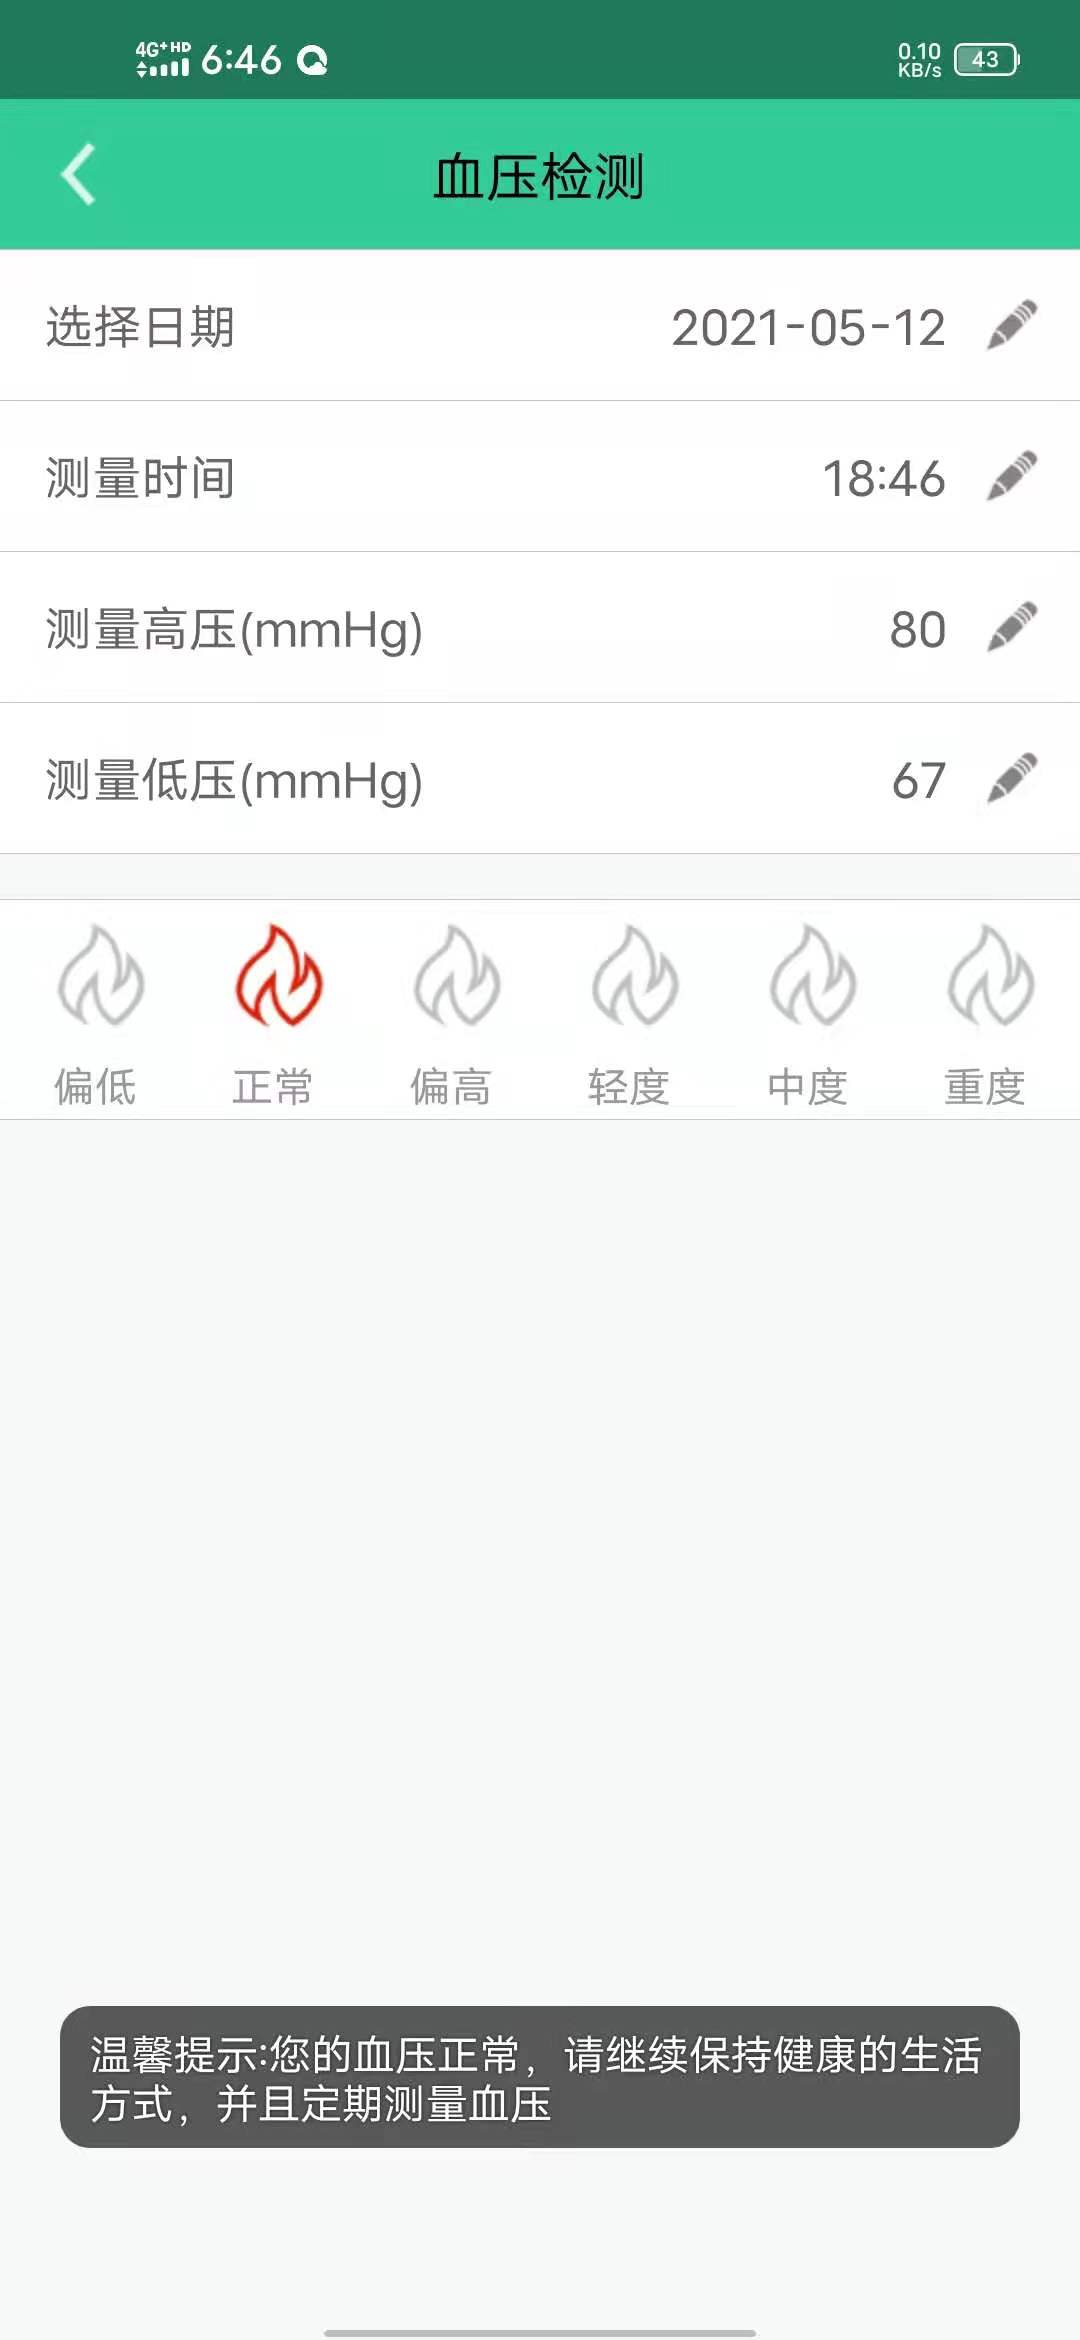 4G+ HD 6:46 0.10 KB/s 43
血压检测
选择日期 2021-05-12
测量时间 18:46
测量高压(mmHg) 80
测量低压(mmHg) 67
偏低 正常 偏高 轻度 中度 重度
温馨提示:您的血压正常，请继续保持健康的生活
方式，并且定期测量血压